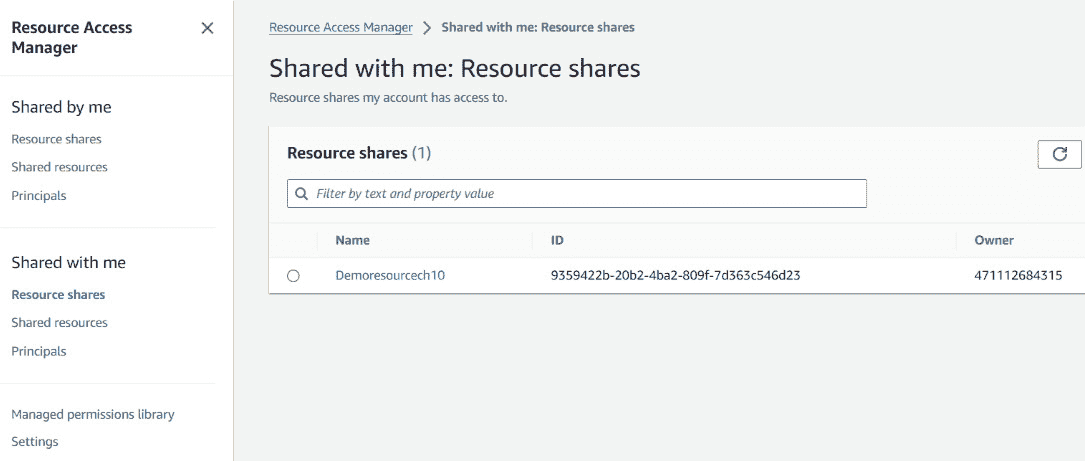 Resource Access
Manager
Shared by me
Resource shares
Shared resources
Principals
Shared with me
Resource shares
Shared resources
Principals
Managed permissions library
Settings
Resource Access Manager > Shared with me: Resource shares
Shared with me: Resource shares
Resource shares my account has access to.
Resource shares (1)
Filter by text and property value
Name ID Owner
Demoresourcech10 9359422b-20b2-4ba2-809f-7d363c546d23 471112684315